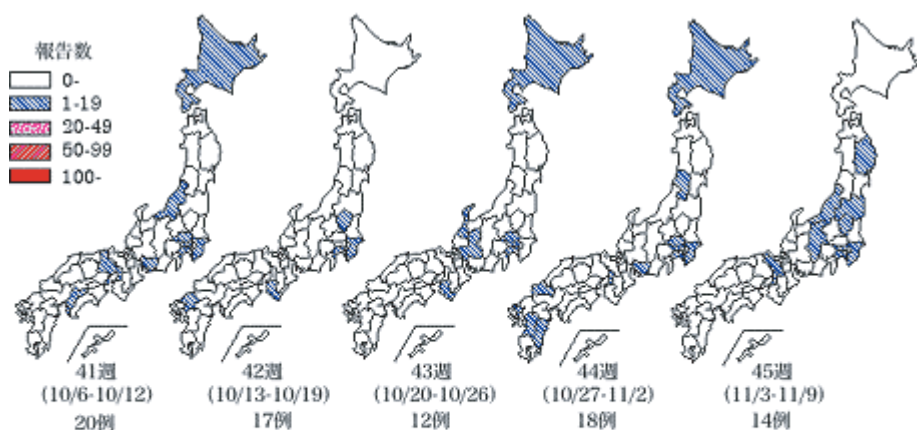 報告数
0-
1-19
20-49
50-99
100-
41週
(10/6-10/12)
20例
42週
(10/13-10/19)
17例
43週
(10/20-10/26)
12例
44週
(10/27-11/2)
18例
45週
(11/3-11/9)
14例